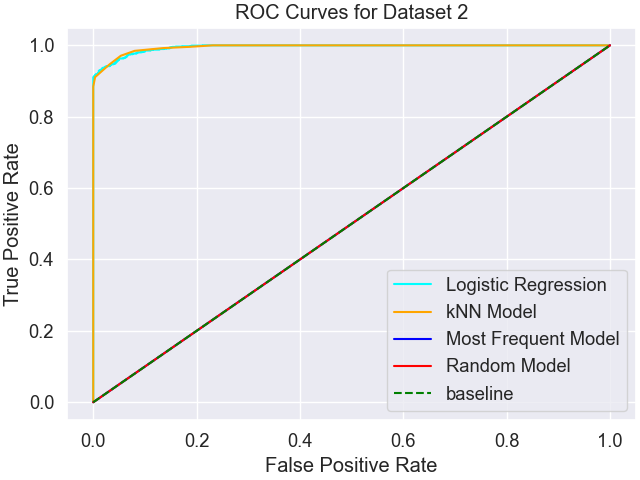 ROC Curves for Dataset 2
True Positive Rate
1.0
0.8
0.6
0.4
0.2
0.0
Logistic Regression
kNN Model
Most Frequent Model
Random Model
baseline
0.0 0.2 0.4 0.6 0.8 1.0
False Positive Rate